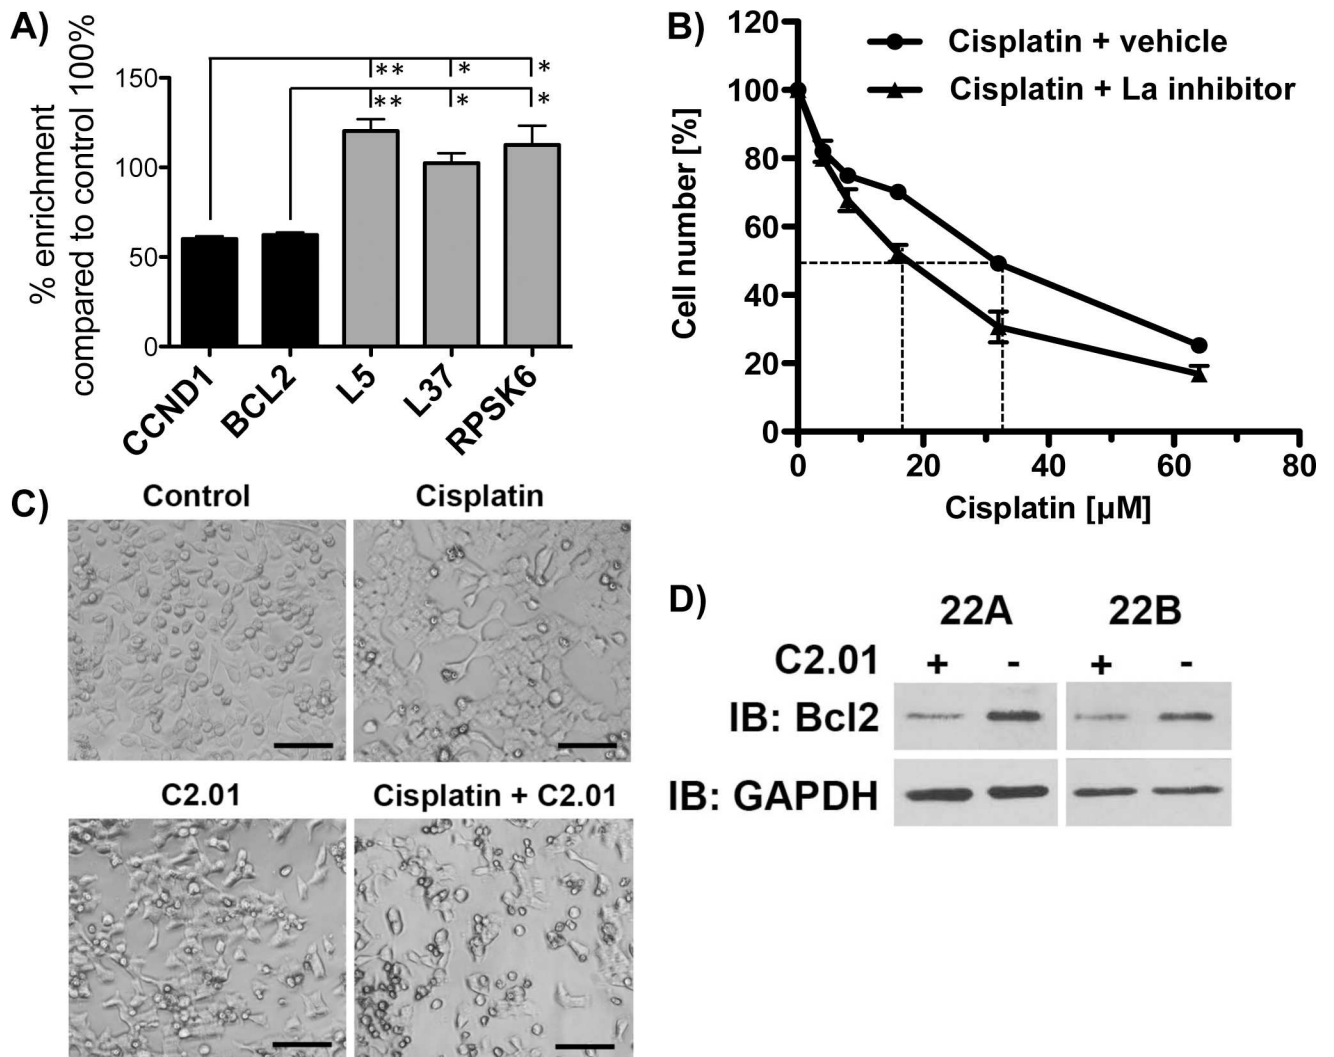 A)
% enrichment
compared to control 100%
150
100
50
0
** * *
** * *
CCND1 BCL2 L5 L37 RPSK6
B)
Cell number [%]
120
100
80
60
40
20
0
Cisplatin + vehicle
Cisplatin + La inhibitor
0 20 40 60 80
Cisplatin [µM]
C)
Control Cisplatin
C2.01 Cisplatin + C2.01
D)
22A 22B
C2.01 + - + -
IB: Bcl2
IB: GAPDH